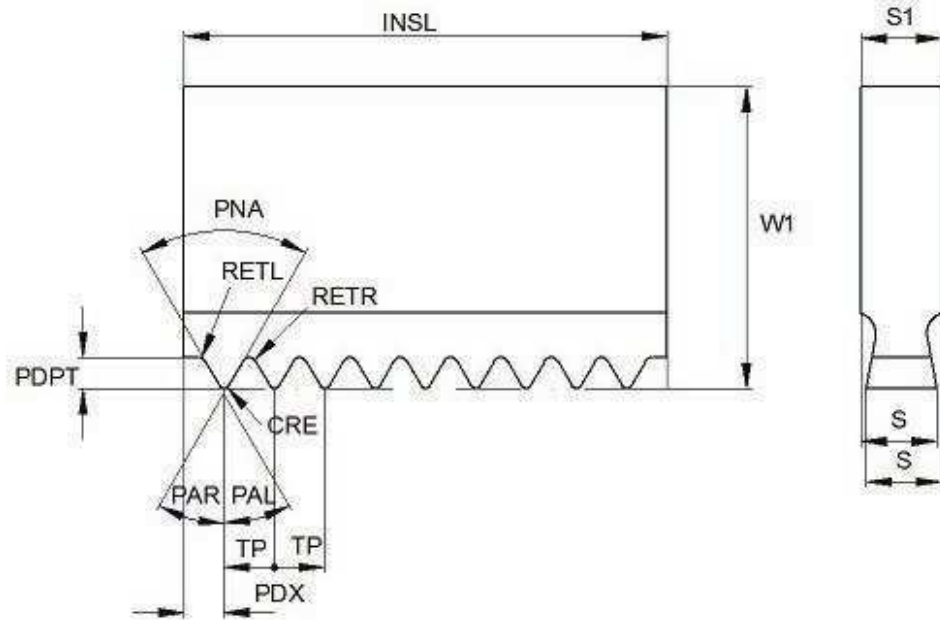 INSL
S1
PNA
W1
RETL
RETR
PDPT
CRE
S
S
PAR PAL
TP TP
PDX